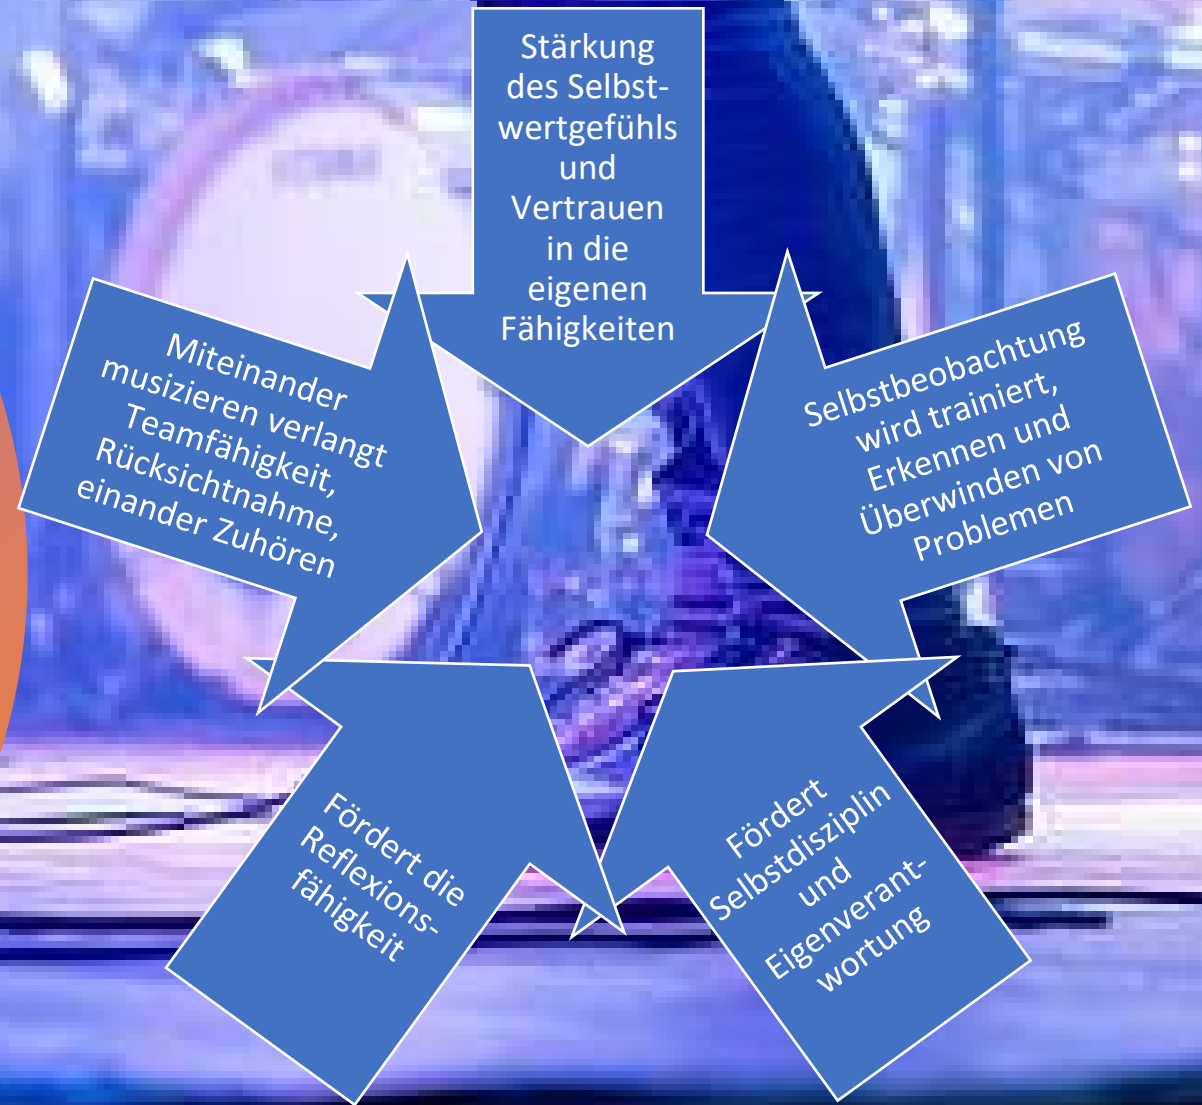 Stärkung
des Selbst-
wertgefühls
und
Vertrauen
in die
eigenen
Fähigkeiten
Miteinander
musizieren verlangt
Teamfähigkeit,
Rücksichtnahme,
einander Zuhören
Selbstbeobachtung
wird trainiert,
Erkennen und
Überwinden von
Problemen
Fördert die
Reflexions-
fähigkeit
Fördert
Selbstdisziplin
und
Eigenverant-
wortung